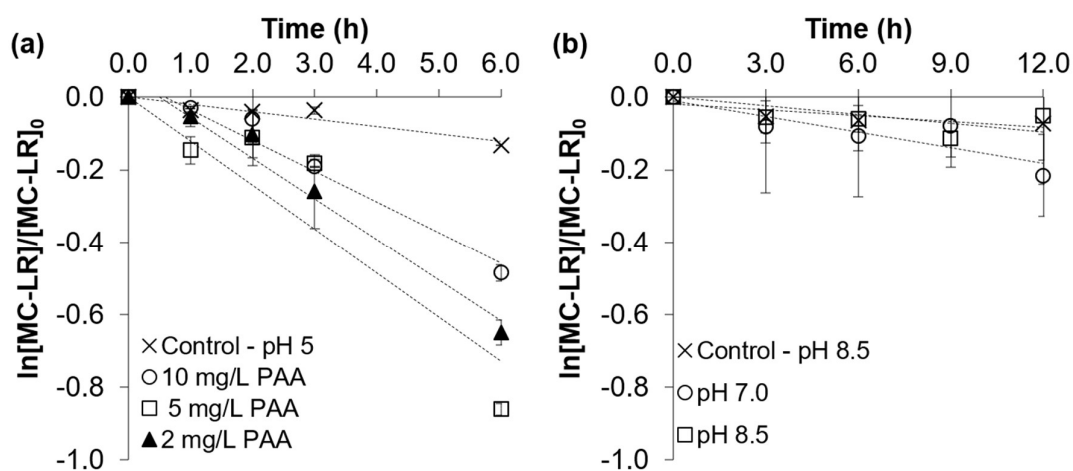 (a)
Time (h)
0.0 1.0 2.0 3.0 4.0 5.0 6.0
0.0
-0.2
-0.4
-0.6
-0.8
-1.0
ln[MC-LR]/[MC-LR]0
Control - pH 5
10 mg/L PAA
5 mg/L PAA
2 mg/L PAA
(b)
Time (h)
0.0 3.0 6.0 9.0 12.0
0.0
-0.2
-0.4
-0.6
-0.8
-1.0
ln[MC-LR]/[MC-LR]0
Control - pH 8.5
pH 7.0
pH 8.5